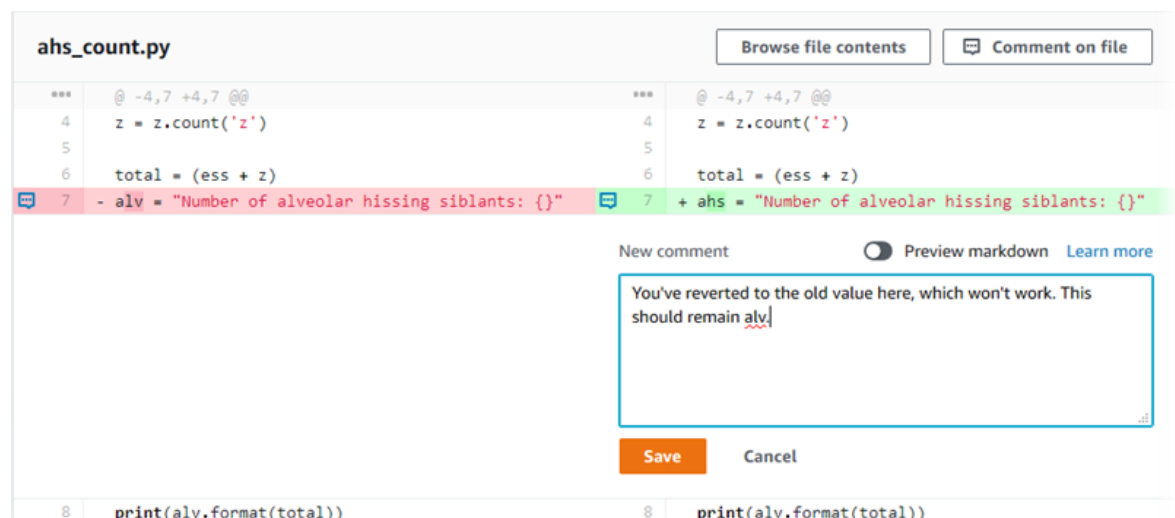 ahs_count.py
Browse file contents
Comment on file
@ -4,7 +4,7 @@
@ -4,7 +4,7 @@
4 z = z.count('z')
4 z = z.count('z')
5
5
6 total = (ess + z)
6 total = (ess + z)
7 - alv = "Number of alveolar hissing siblants: {}"
7 + ahs = "Number of alveolar hissing siblants: {}"
New comment
Preview markdown
Learn more
You've reverted to the old value here, which won't work. This
should remain alv.
Save
Cancel
8 print(alv.format(total))
8 print(alv.format(total))